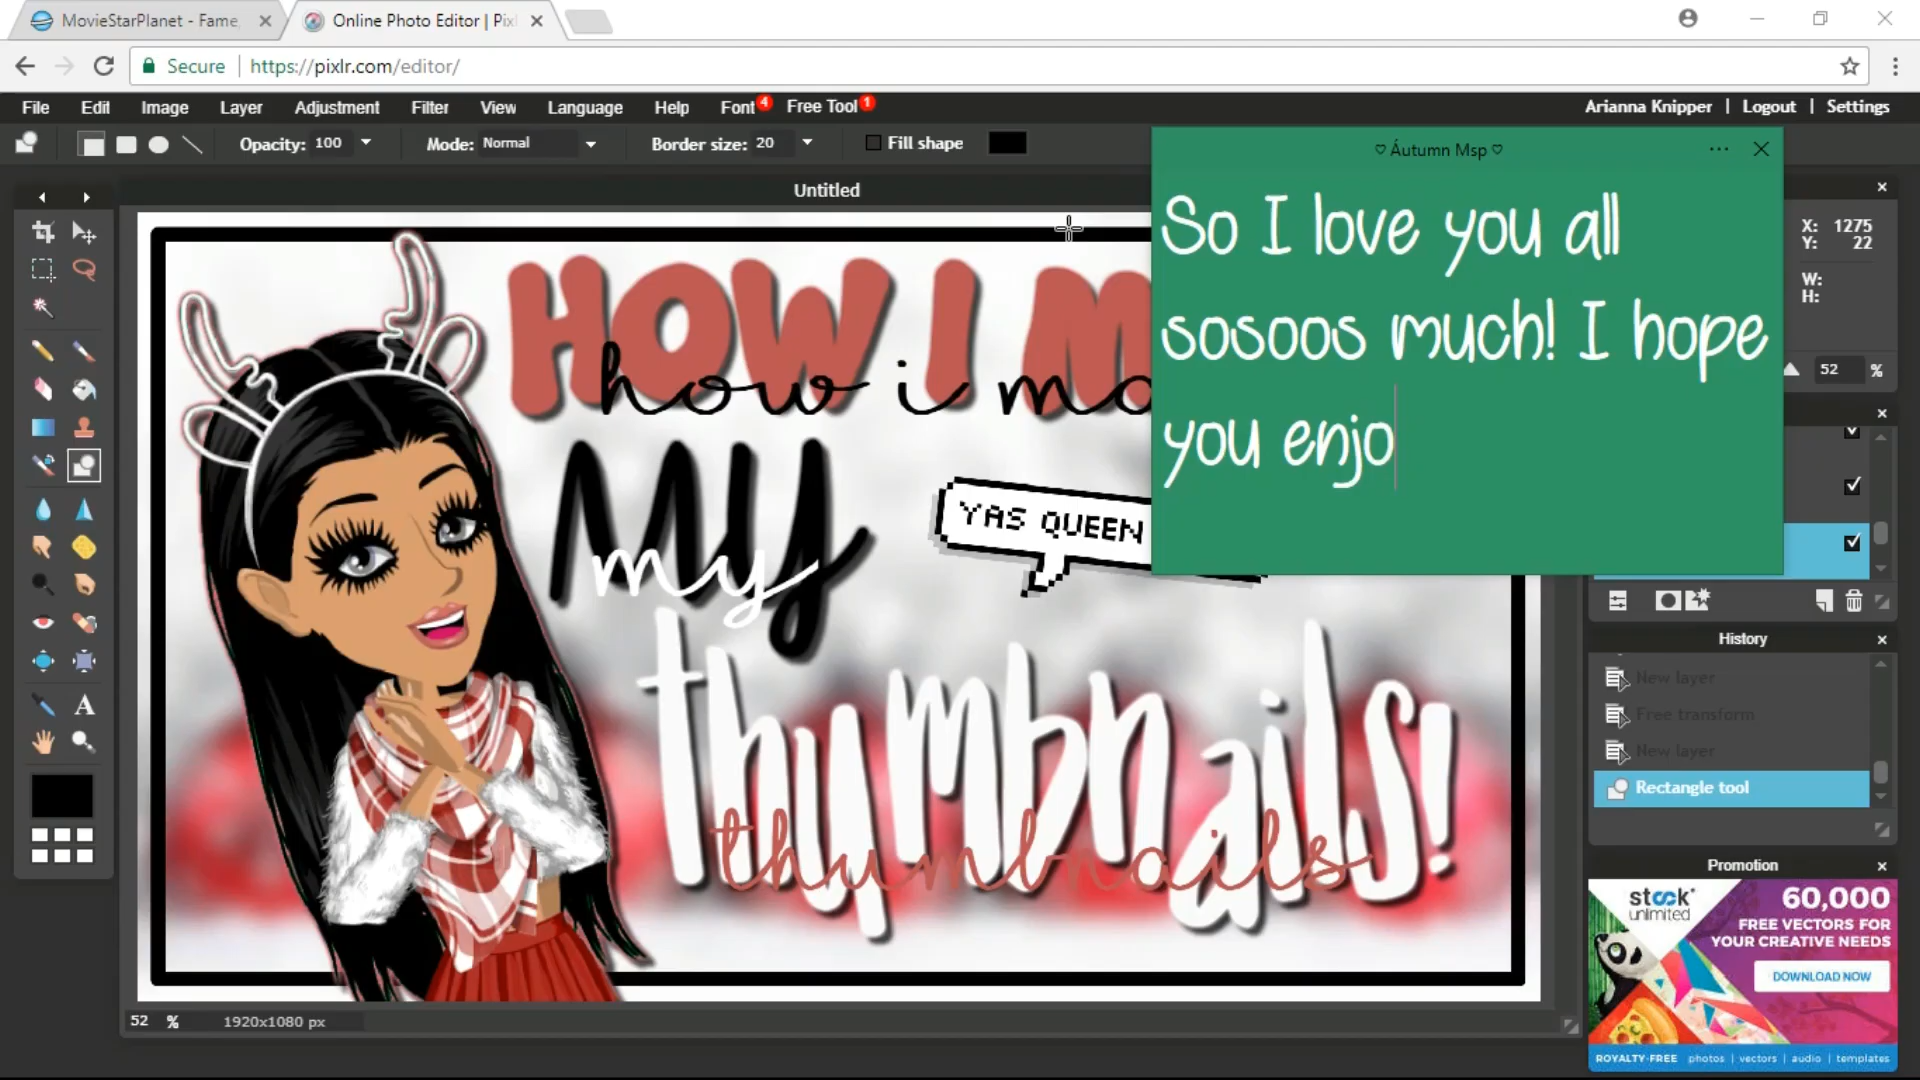 MovieStarPlanet - Fame,
Online Photo Editor | Pix
Secure
https://pixlr.com/editor/
File Edit Image Layer Adjustment Filter View Language Help Font 4 Free Tool 1
Arianna Knipper | Logout | Settings
Opacity: 100 Mode: Normal Border size: 20 Fill shape
Untitled
♡ Áutumn Msp ♡
So I love you all
sosoos much! I hope
you enjo
X: 1275
Y: 22
W:
H:
52 %
HOW I M
how i ma
MY
my
YAS QUEEN
thumbnails!
thumbnails
History
New layer
Free transform
New layer
Rectangle tool
Promotion
stock
unlimited
60,000
FREE VECTORS FOR
YOUR CREATIVE NEEDS
DOWNLOAD NOW
ROYALTY-FREE photos | vectors | audio | templates
52 % 1920x1080 px